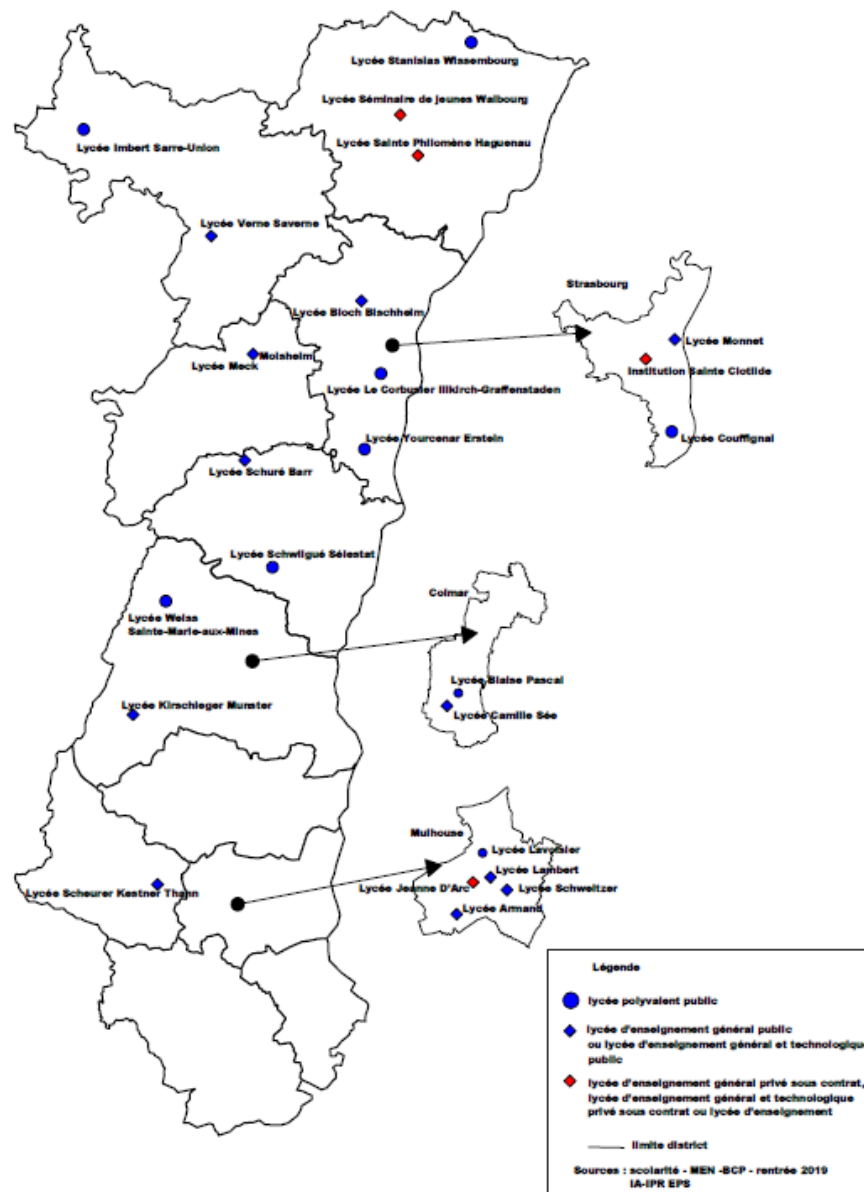 Lycée Stanislas Wissembourg
Lycée Séminaire de jeunes Walbourg
Lycée Sainte Philomène Haguenau
Lycée Imbert Sarre-Union
Lycée Verne Saverne
Lycée Bloch Bischheim
Strasbourg
Lycée Monnet
Institution Sainte Clotilde
Lycée Couffignal
Lycée Meck
Molsheim
Lycée Le Corbusier Illkirch-Graffenstaden
Lycée Yourcenar Erstein
Lycée Schuré Barr
Lycée Schwilgué Sélestat
Lycée Weiss
Sainte-Marie-aux-Mines
Colmar
Lycée Blaise Pascal
Lycée Camille Sée
Lycée Kirschleger Munster
Mulhouse
Lycée Lavoisier
Lycée Lambert
Lycée Jeanne D'Arc
Lycée Schweitzer
Lycée Armand
Lycée Scheurer Kestner Thann
Légende
lycée polyvalent public
lycée d'enseignement général public
ou lycée d'enseignement général et technologique
public
lycée d'enseignement général privé sous contrat,
lycée d'enseignement général et technologique
privé sous contrat ou lycée d'enseignement
limite district
Sources : scolarité - MEN -BCP - rentrée 2019
IA-IPR EPS